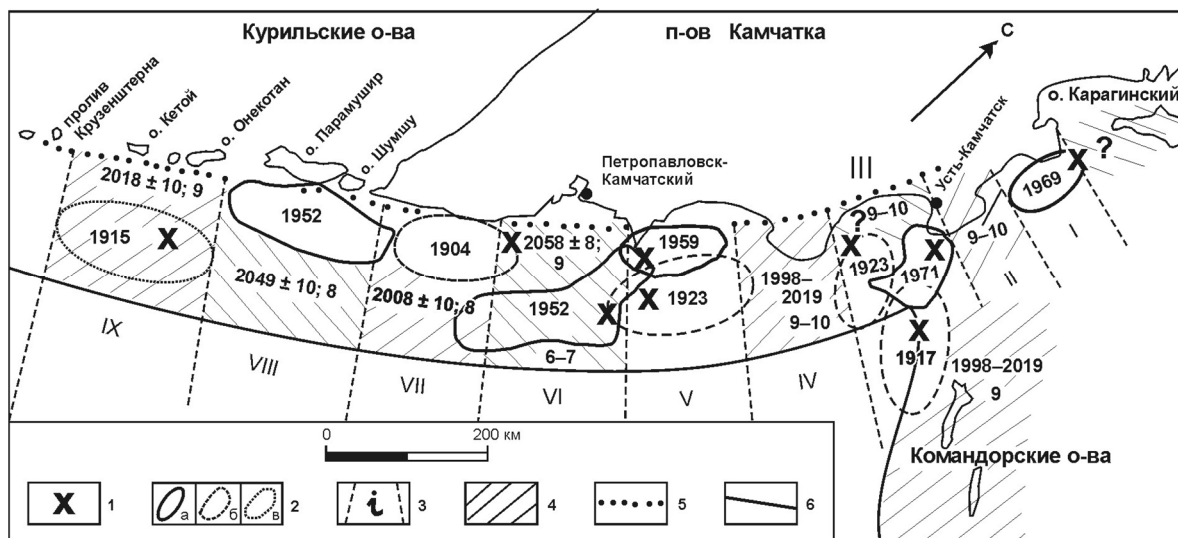 Курильские о-ва
п-ов Камчатка
С
пролив
Крузенштерна
о. Кетой
о. Онекотан
о. Парамушир
о. Шумшу
Петропавловск-
Камчатский
III
Усть-Камчатск
о. Карагинский
?
1969
X
2018 ± 10; 9
1915
X
1952
2049 ± 10; 8
1904
2008 ± 10; 8
X
2058 ± 8;
9
1952
X
6–7
1959
X
X
1923
1998–
2019
9–10
9–10
?
X
1923
X
1971
9–10
X
1917
1998–2019
9
I
II
IV
V
VI
VII
VIII
IX
Командорские о-ва
0
200 км
X
1
а
б
в
2
i
3
4
5
6